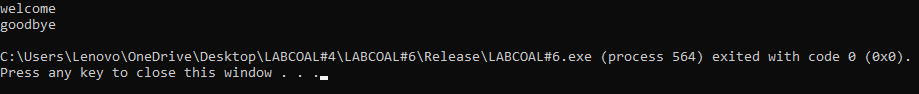 welcome
goodbye
C:\Users\Lenovo\OneDrive\Desktop\LABCOAL#4\LABCOAL#6\Release\LABCOAL#6.exe (process 564) exited with code 0 (0x0).
Press any key to close this window . . .